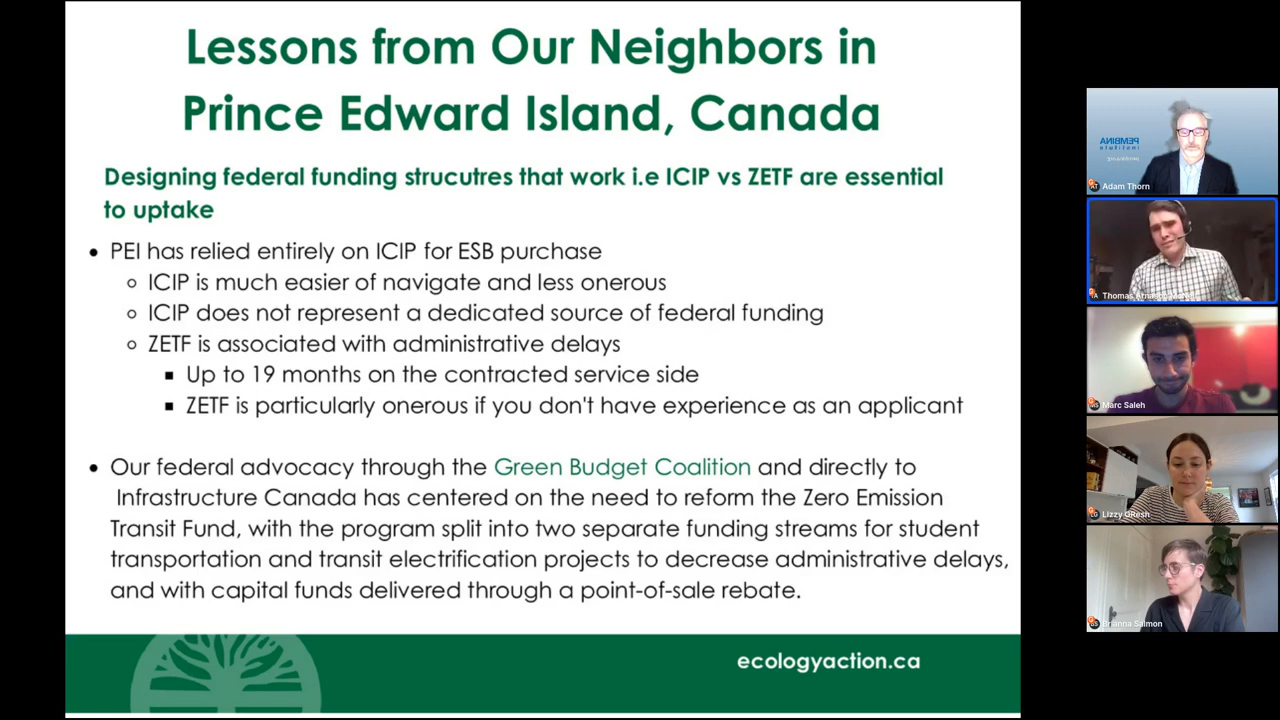 Lessons from Our Neighbors in
Prince Edward Island, Canada
Designing federal funding strucutres that work i.e ICIP vs ZETF are essential
to uptake
• PEI has relied entirely on ICIP for ESB purchase
ICIP is much easier of navigate and less onerous
ICIP does not represent a dedicated source of federal funding
ZETF is associated with administrative delays
Up to 19 months on the contracted service side
ZETF is particularly onerous if you don't have experience as an applicant
• Our federal advocacy through the Green Budget Coalition and directly to
Infrastructure Canada has centered on the need to reform the Zero Emission
Transit Fund, with the program split into two separate funding streams for student
transportation and transit electrification projects to decrease administrative delays,
and with capital funds delivered through a point-of-sale rebate.
ecologyaction.ca
PEMBINA
institute
Adam Thorn
Thomas
Marc Saleh
Lizzy GResh
Brianna Salmon